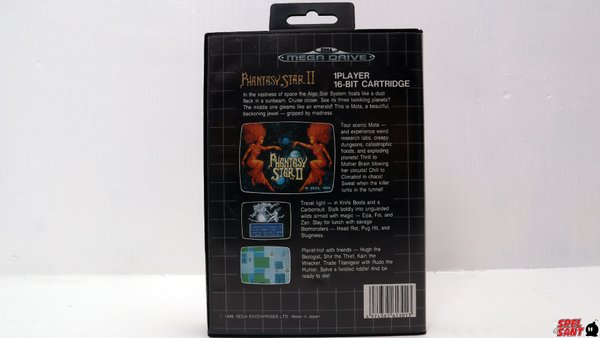 SEGA
MEGA DRIVE
PHANTASY STAR II
1PLAYER
16-BIT CARTRIDGE
In the vastness of space the Algo Star System floats like a dust
fleck in a sunbeam. Cruise closer. See its three twinkling planets?
The middle one gleams like an emerald! This is Mota, a beautiful,
beckoning jewel — gripped by madness.
Tour scenic Mota —
and experience weird
research labs, creepy
dungeons, catastrophic
floods, and exploding
planets! Thrill to
Mother Brain blowing
her circuits! Chill to
Climatrol in chaos!
Sweat when the killer
lurks in the tunnel!
PHANTASY
STAR II
© SEGA 1989
Travel light — in Knife Boots and a
Carbonsuit. Stalk boldly into unguarded
wilds armed with magic — Eijia, Foi, and
Zan. Stay for lunch with savage
Biomonsters — Head Rot, Pug Hit, and
Slugmess.
Planet-trot with friends — Hugh the
Biologist, Shir the Thief, Kain the
Wrecker. Trade Titanigear with Rudo the
Hunter. Solve a twisted riddle! And be
ready to die!
© 1989 SEGA ENTERPRISES LTD. Made in Japan
SPEL
SANT